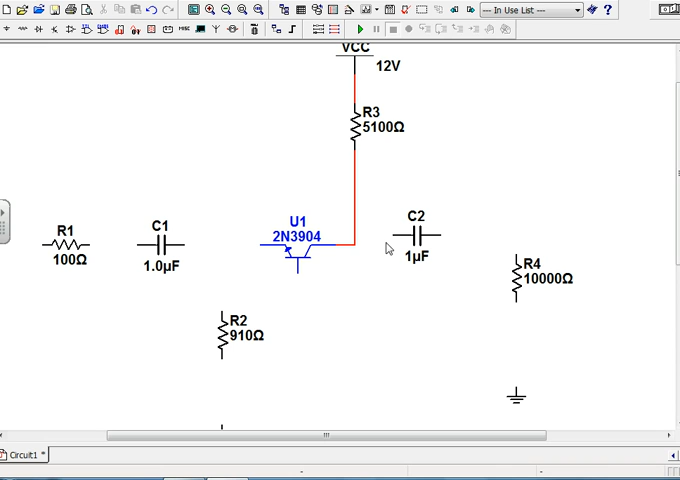 --- In Use List ---
MISC
VCC
12V
R3
5100Ω
R1
100Ω
C1
1.0µF
U1
2N3904
C2
1µF
R4
10000Ω
R2
910Ω
Circuit1 *